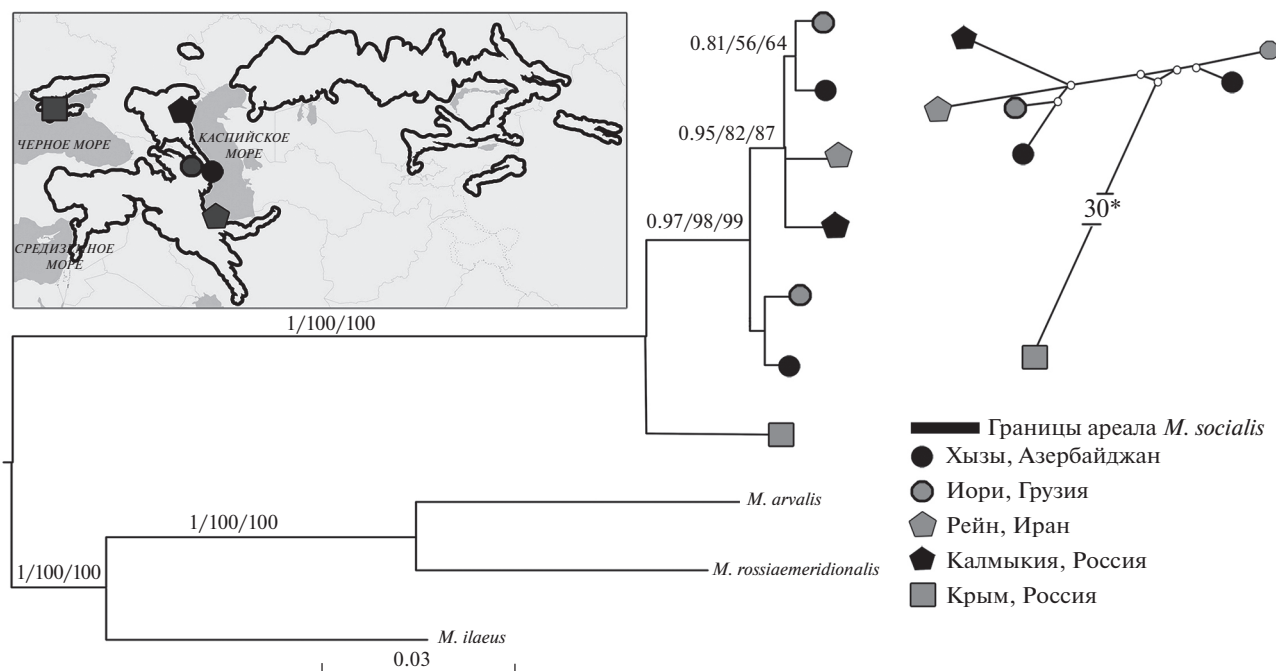 ЧЕРНОЕ МОРЕ
КАСПИЙСКОЕ
МОРЕ
СРЕДИЗЕМНОЕ
МОРЕ
0.81/56/64
0.95/82/87
0.97/98/99
1/100/100
M. arvalis
1/100/100
M. rossiaemeridionalis
1/100/100
M. ilaeus
0.03
30*
Границы ареала M. socialis
Хызы, Азербайджан
Иори, Грузия
Рейн, Иран
Калмыкия, Россия
Крым, Россия